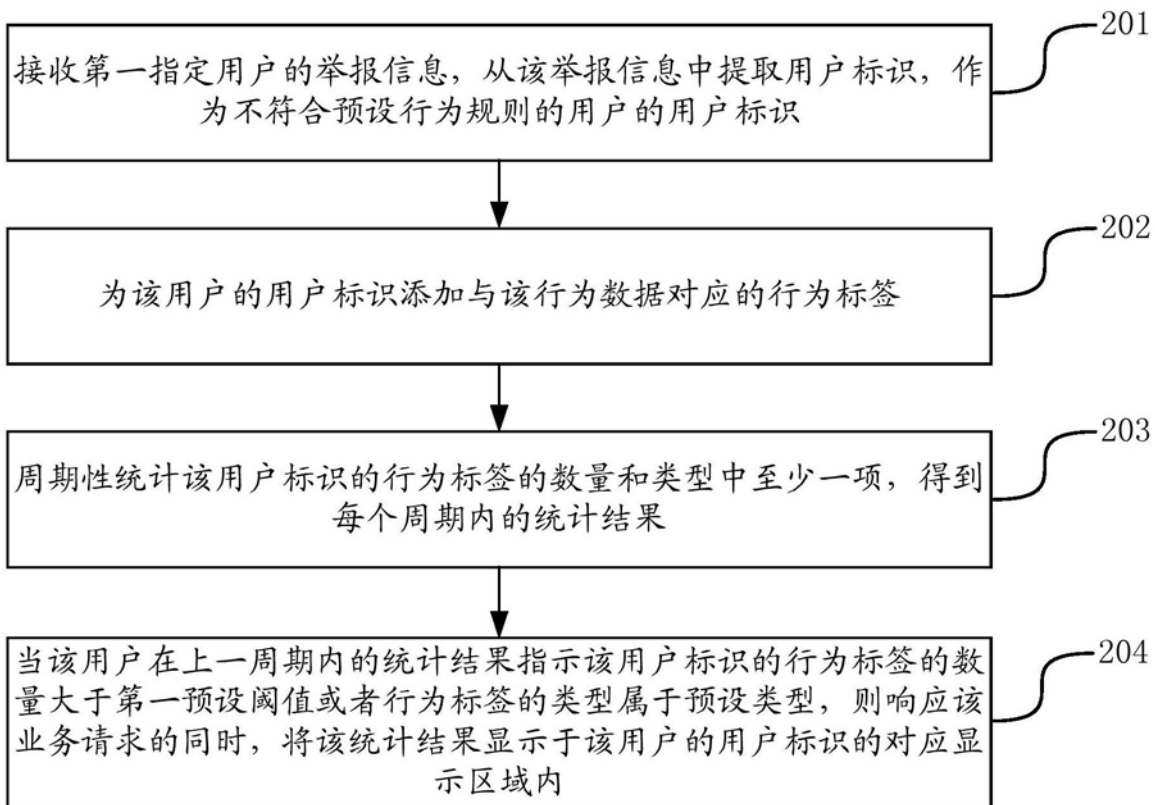 201
接收第一指定用户的举报信息，从该举报信息中提取用户标识，作
为不符合预设行为规则的用户的用户标识
202
为该用户的用户标识添加与该行为数据对应的行为标签
203
周期性统计该用户标识的行为标签的数量和类型中至少一项，得到
每个周期内的统计结果
204
当该用户在上一周期内的统计结果指示该用户标识的行为标签的数
量大于第一预设阈值或者行为标签的类型属于预设类型，则响应该
业务请求的同时，将该统计结果显示于该用户的用户标识的对应显
示区域内